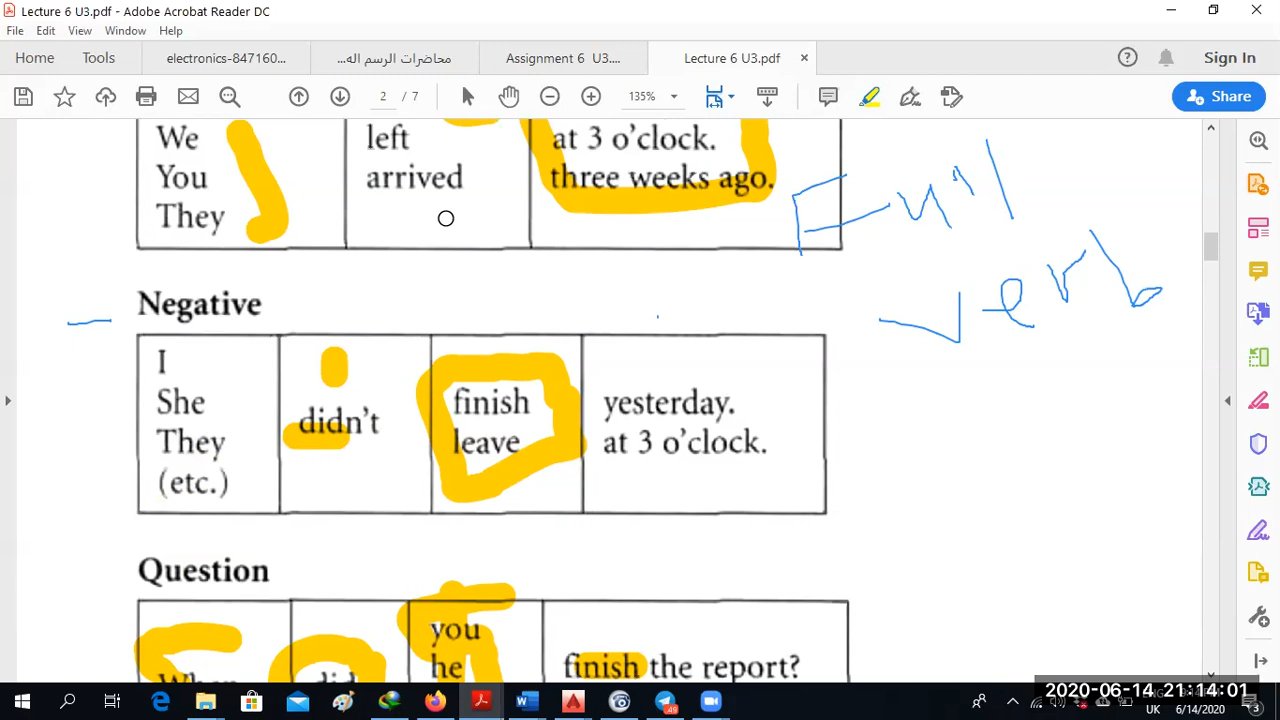 Lecture 6 U3.pdf - Adobe Acrobat Reader DC
File Edit View Window Help
Home Tools electronics-847160... محاضرات الرسم اله... Assignment 6 U3.... Lecture 6 U3.pdf Sign In
2 / 7 135% Share
We left at 3 o'clock.
You arrived three weeks ago.
They
verb
Negative
I
She finish yesterday.
didn't
They leave at 3 o'clock.
(etc.)
Question
you
he finish the report?
did
2020-06-14 21:14:01
UK 6/14/2020